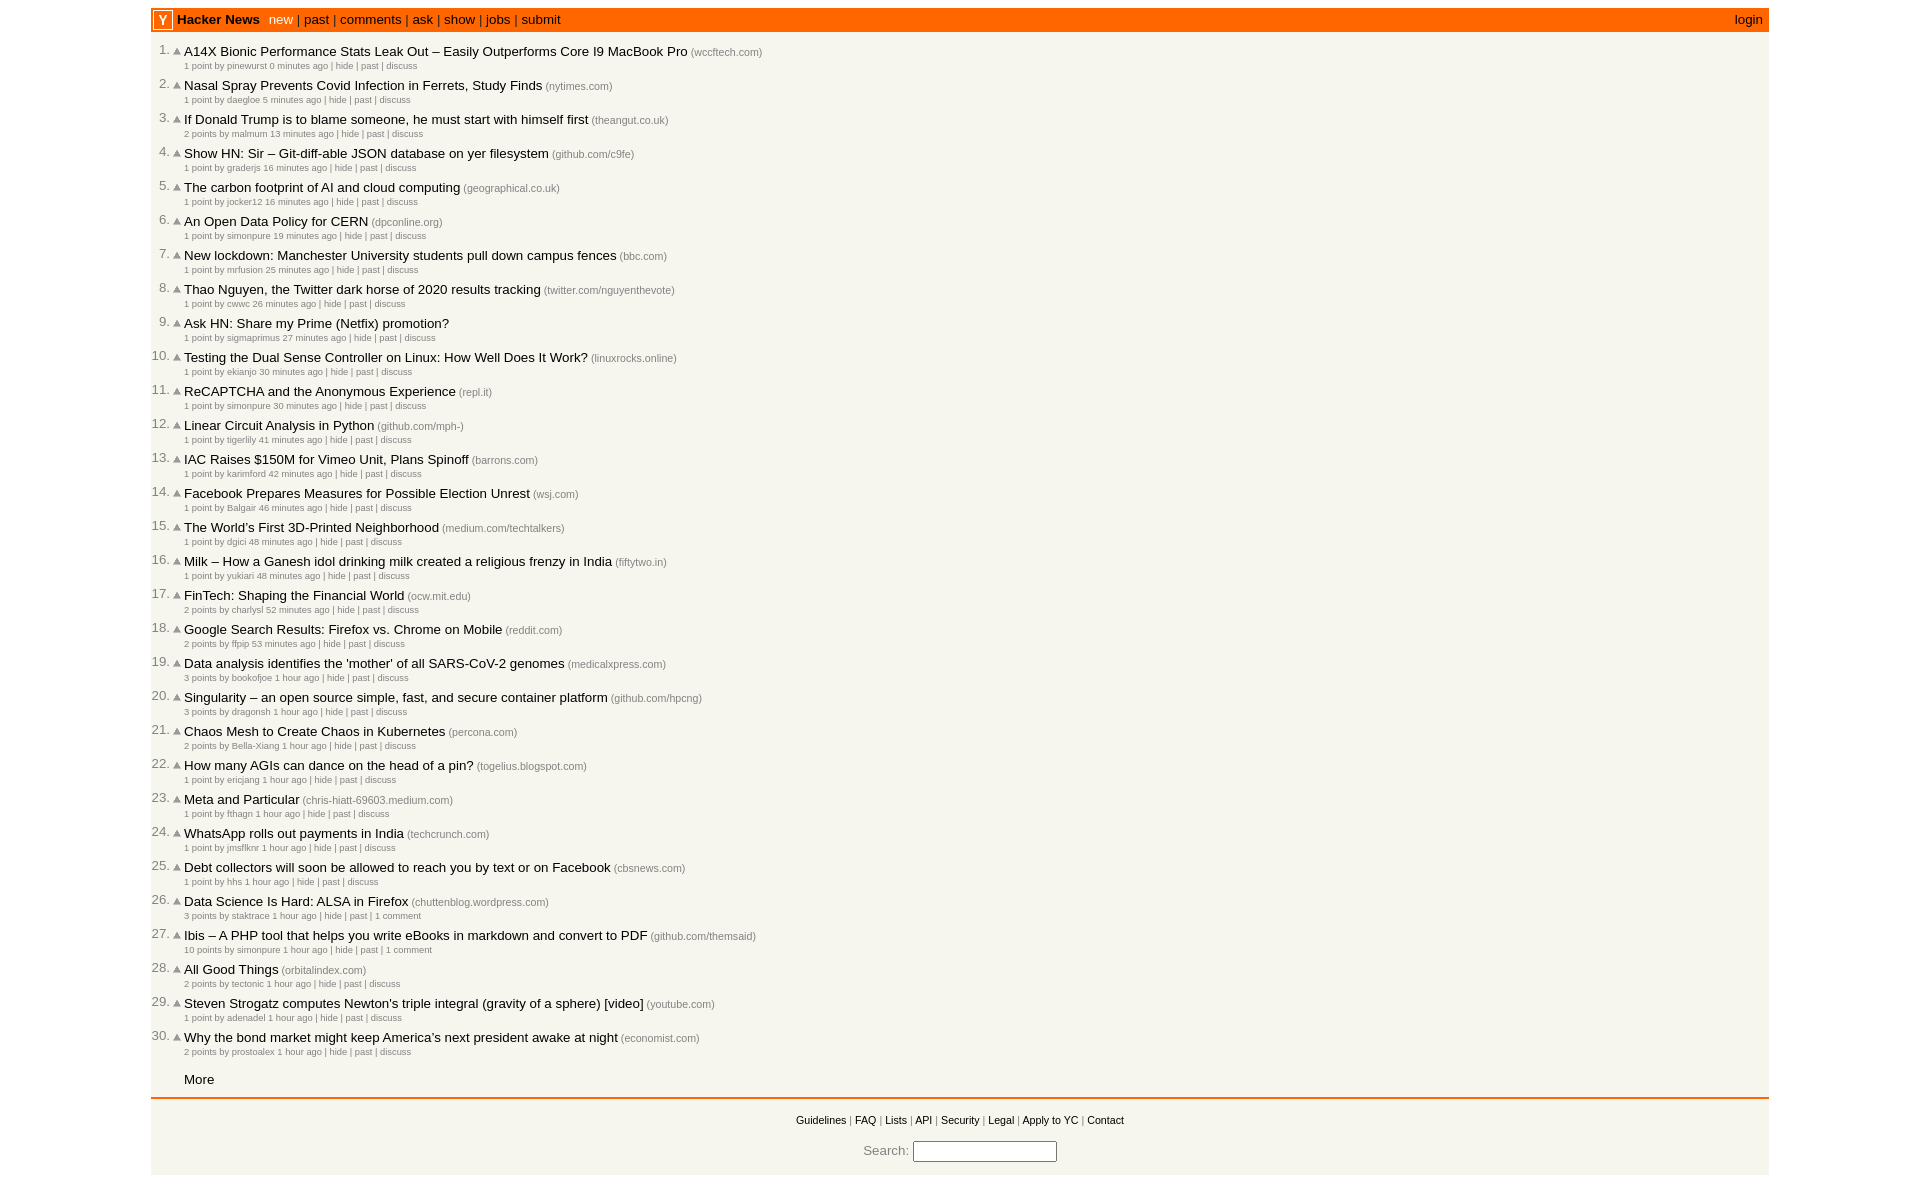 Y Hacker News new | past | comments | ask | show | jobs | submit login
1. A14X Bionic Performance Stats Leak Out – Easily Outperforms Core I9 MacBook Pro (wccftech.com)
1 point by pinewurst 0 minutes ago | hide | past | discuss
2. Nasal Spray Prevents Covid Infection in Ferrets, Study Finds (nytimes.com)
1 point by daegloe 5 minutes ago | hide | past | discuss
3. If Donald Trump is to blame someone, he must start with himself first (theangut.co.uk)
2 points by malmum 13 minutes ago | hide | past | discuss
4. Show HN: Sir – Git-diff-able JSON database on yer filesystem (github.com/c9fe)
1 point by graderjs 16 minutes ago | hide | past | discuss
5. The carbon footprint of AI and cloud computing (geographical.co.uk)
1 point by jocker12 16 minutes ago | hide | past | discuss
6. An Open Data Policy for CERN (dpconline.org)
1 point by simonpure 19 minutes ago | hide | past | discuss
7. New lockdown: Manchester University students pull down campus fences (bbc.com)
1 point by mrfusion 25 minutes ago | hide | past | discuss
8. Thao Nguyen, the Twitter dark horse of 2020 results tracking (twitter.com/nguyenthevote)
1 point by cwwc 26 minutes ago | hide | past | discuss
9. Ask HN: Share my Prime (Netfix) promotion?
1 point by sigmaprimus 27 minutes ago | hide | past | discuss
10. Testing the Dual Sense Controller on Linux: How Well Does It Work? (linuxrocks.online)
1 point by ekianjo 30 minutes ago | hide | past | discuss
11. ReCAPTCHA and the Anonymous Experience (repl.it)
1 point by simonpure 30 minutes ago | hide | past | discuss
12. Linear Circuit Analysis in Python (github.com/mph-)
1 point by tigerlily 41 minutes ago | hide | past | discuss
13. IAC Raises $150M for Vimeo Unit, Plans Spinoff (barrons.com)
1 point by karimford 42 minutes ago | hide | past | discuss
14. Facebook Prepares Measures for Possible Election Unrest (wsj.com)
1 point by Balgair 46 minutes ago | hide | past | discuss
15. The World’s First 3D-Printed Neighborhood (medium.com/techtalkers)
1 point by dgici 48 minutes ago | hide | past | discuss
16. Milk – How a Ganesh idol drinking milk created a religious frenzy in India (fiftytwo.in)
1 point by yukiari 48 minutes ago | hide | past | discuss
17. FinTech: Shaping the Financial World (ocw.mit.edu)
2 points by charlysl 52 minutes ago | hide | past | discuss
18. Google Search Results: Firefox vs. Chrome on Mobile (reddit.com)
2 points by ffpip 53 minutes ago | hide | past | discuss
19. Data analysis identifies the 'mother' of all SARS-CoV-2 genomes (medicalxpress.com)
3 points by bookofjoe 1 hour ago | hide | past | discuss
20. Singularity – an open source simple, fast, and secure container platform (github.com/hpcng)
3 points by dragonsh 1 hour ago | hide | past | discuss
21. Chaos Mesh to Create Chaos in Kubernetes (percona.com)
2 points by Bella-Xiang 1 hour ago | hide | past | discuss
22. How many AGIs can dance on the head of a pin? (togelius.blogspot.com)
1 point by ericjang 1 hour ago | hide | past | discuss
23. Meta and Particular (chris-hiatt-69603.medium.com)
1 point by fthagn 1 hour ago | hide | past | discuss
24. WhatsApp rolls out payments in India (techcrunch.com)
1 point by jmsflknr 1 hour ago | hide | past | discuss
25. Debt collectors will soon be allowed to reach you by text or on Facebook (cbsnews.com)
1 point by hhs 1 hour ago | hide | past | discuss
26. Data Science Is Hard: ALSA in Firefox (chuttenblog.wordpress.com)
3 points by staktrace 1 hour ago | hide | past | 1 comment
27. Ibis – A PHP tool that helps you write eBooks in markdown and convert to PDF (github.com/themsaid)
10 points by simonpure 1 hour ago | hide | past | 1 comment
28. All Good Things (orbitalindex.com)
2 points by tectonic 1 hour ago | hide | past | discuss
29. Steven Strogatz computes Newton's triple integral (gravity of a sphere) [video] (youtube.com)
1 point by adenadel 1 hour ago | hide | past | discuss
30. Why the bond market might keep America’s next president awake at night (economist.com)
2 points by prostoalex 1 hour ago | hide | past | discuss
More
Guidelines | FAQ | Lists | API | Security | Legal | Apply to YC | Contact
Search: